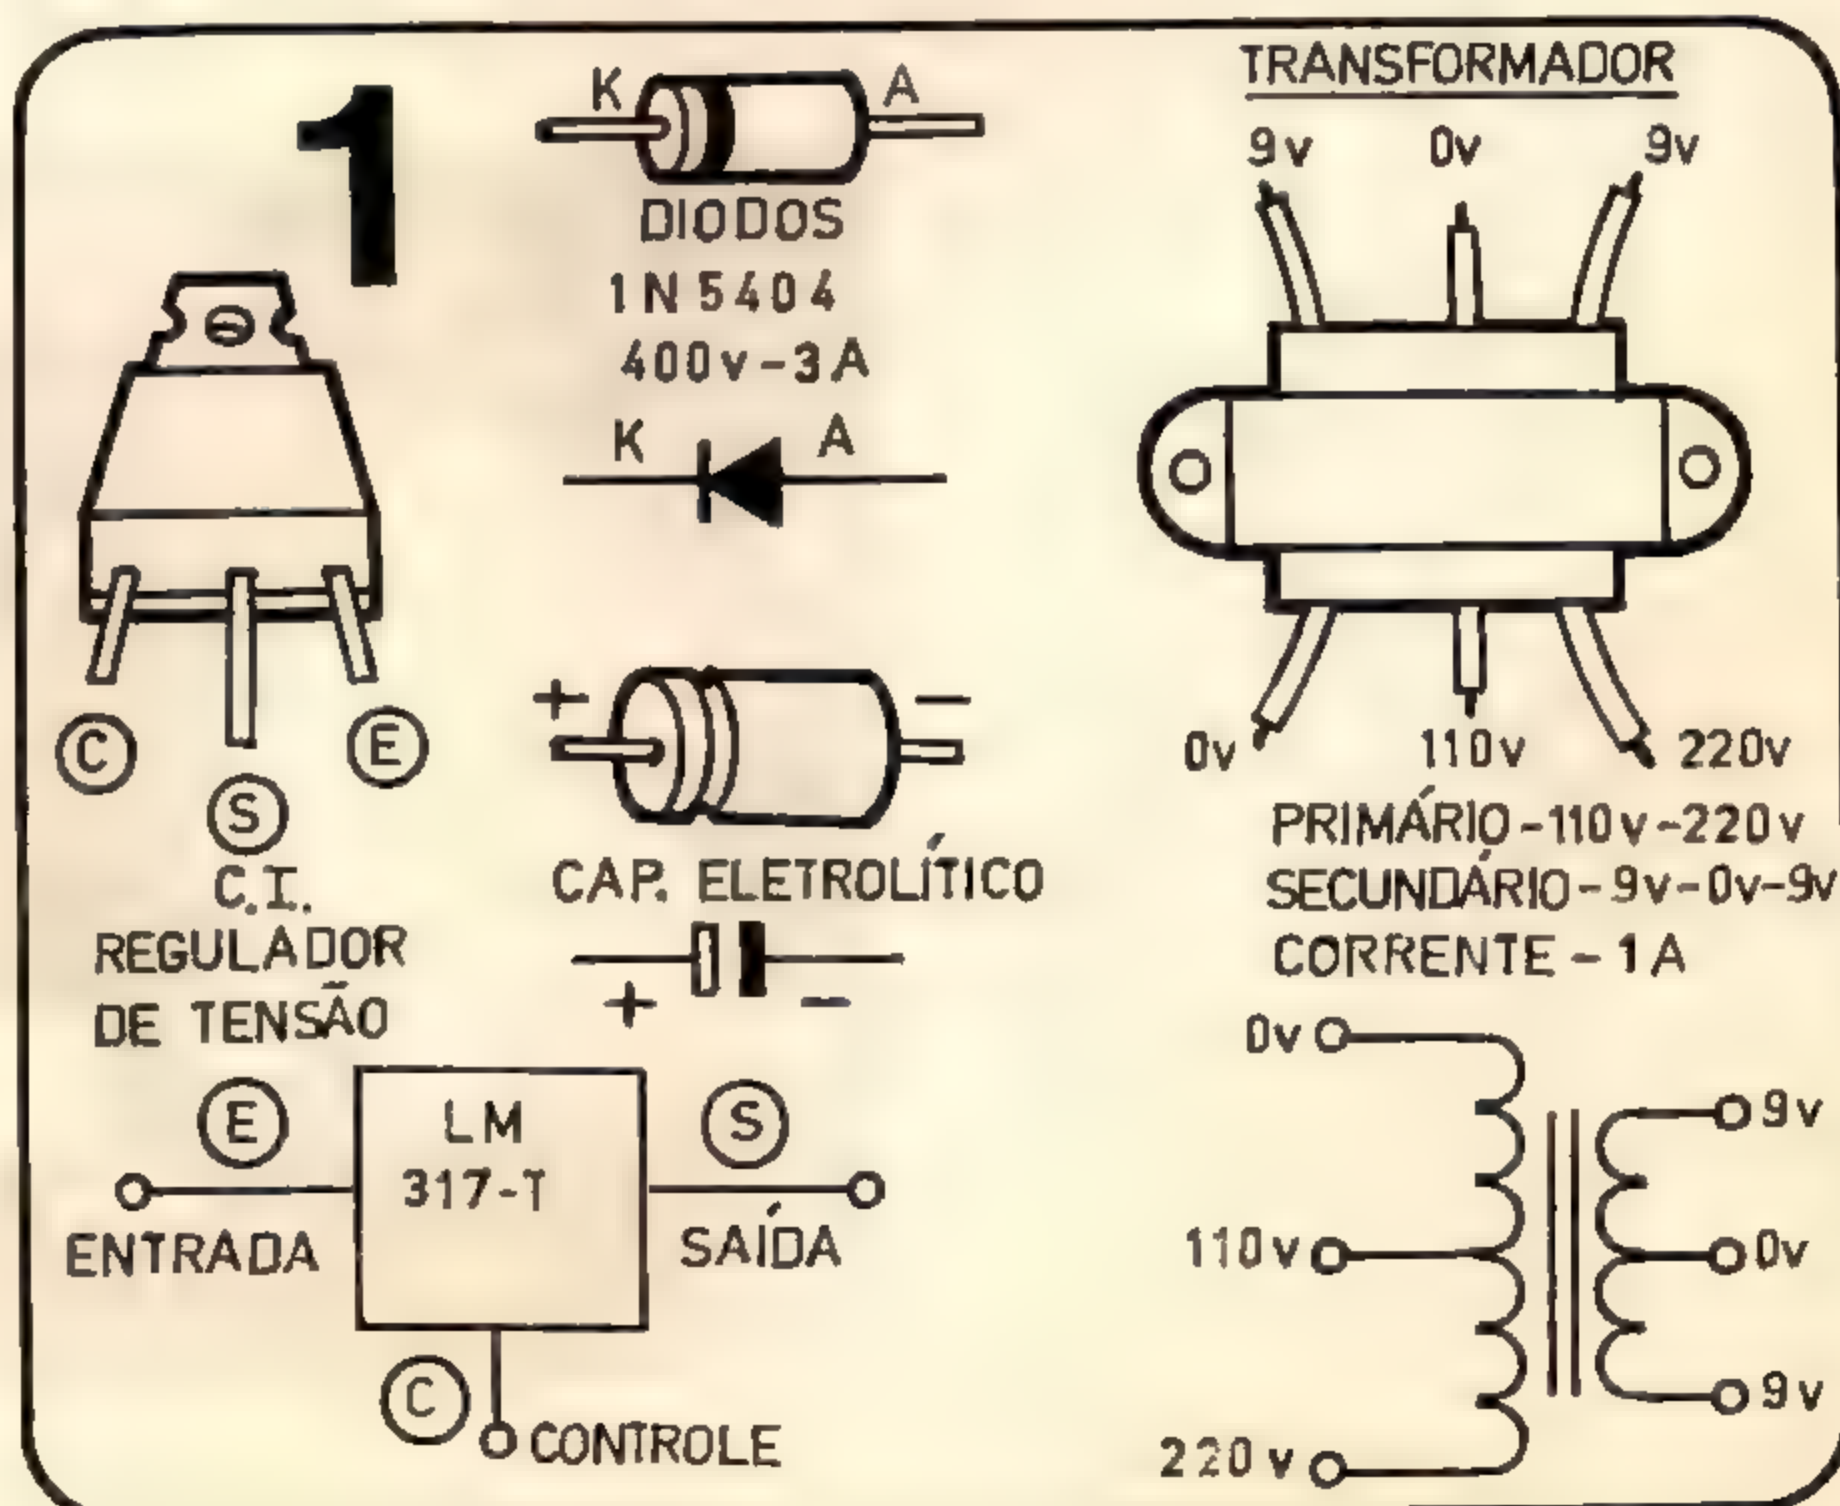 1
K A
DIODOS
1N5404
400v-3A
K A
C
S
E
C.I.
REGULADOR
DE TENSÃO
+ -
CAP. ELETROLÍTICO
+ -
E
LM
317-T
S
ENTRADA
SAÍDA
C
CONTROLE
TRANSFORMADOR
9v 0v 9v
0v 110v 220v
PRIMÁRIO-110v-220v
SECUNDÁRIO-9v-0v-9v
CORRENTE-1A
0v
9v
110v
0v
9v
220v